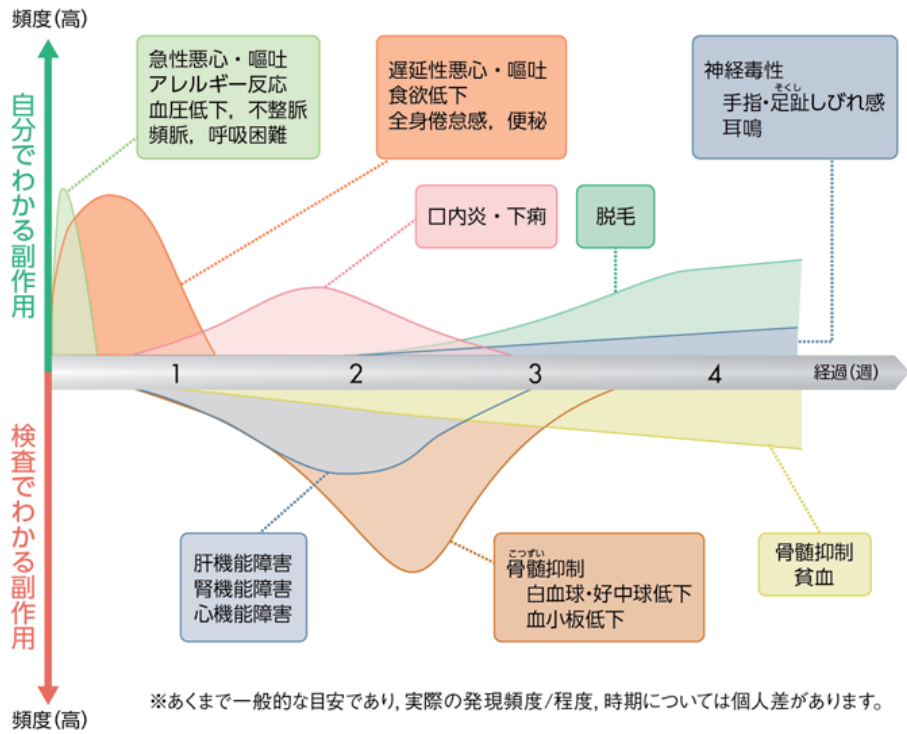 頻度(高)
自分でわかる副作用
急性悪心・嘔吐
アレルギー反応
血圧低下, 不整脈
頻脈, 呼吸困難
遅延性悪心・嘔吐
食欲低下
全身倦怠感, 便秘
神経毒性
そくし
手指・足趾しびれ感
耳鳴
口内炎・下痢
脱毛
1 2 3 4 経過(週)
検査でわかる副作用
肝機能障害
腎機能障害
心機能障害
こつずい
骨髄抑制
白血球・好中球低下
血小板低下
骨髄抑制
貧血
頻度(高)
※あくまで一般的な目安であり, 実際の発現頻度/程度, 時期については個人差があります。